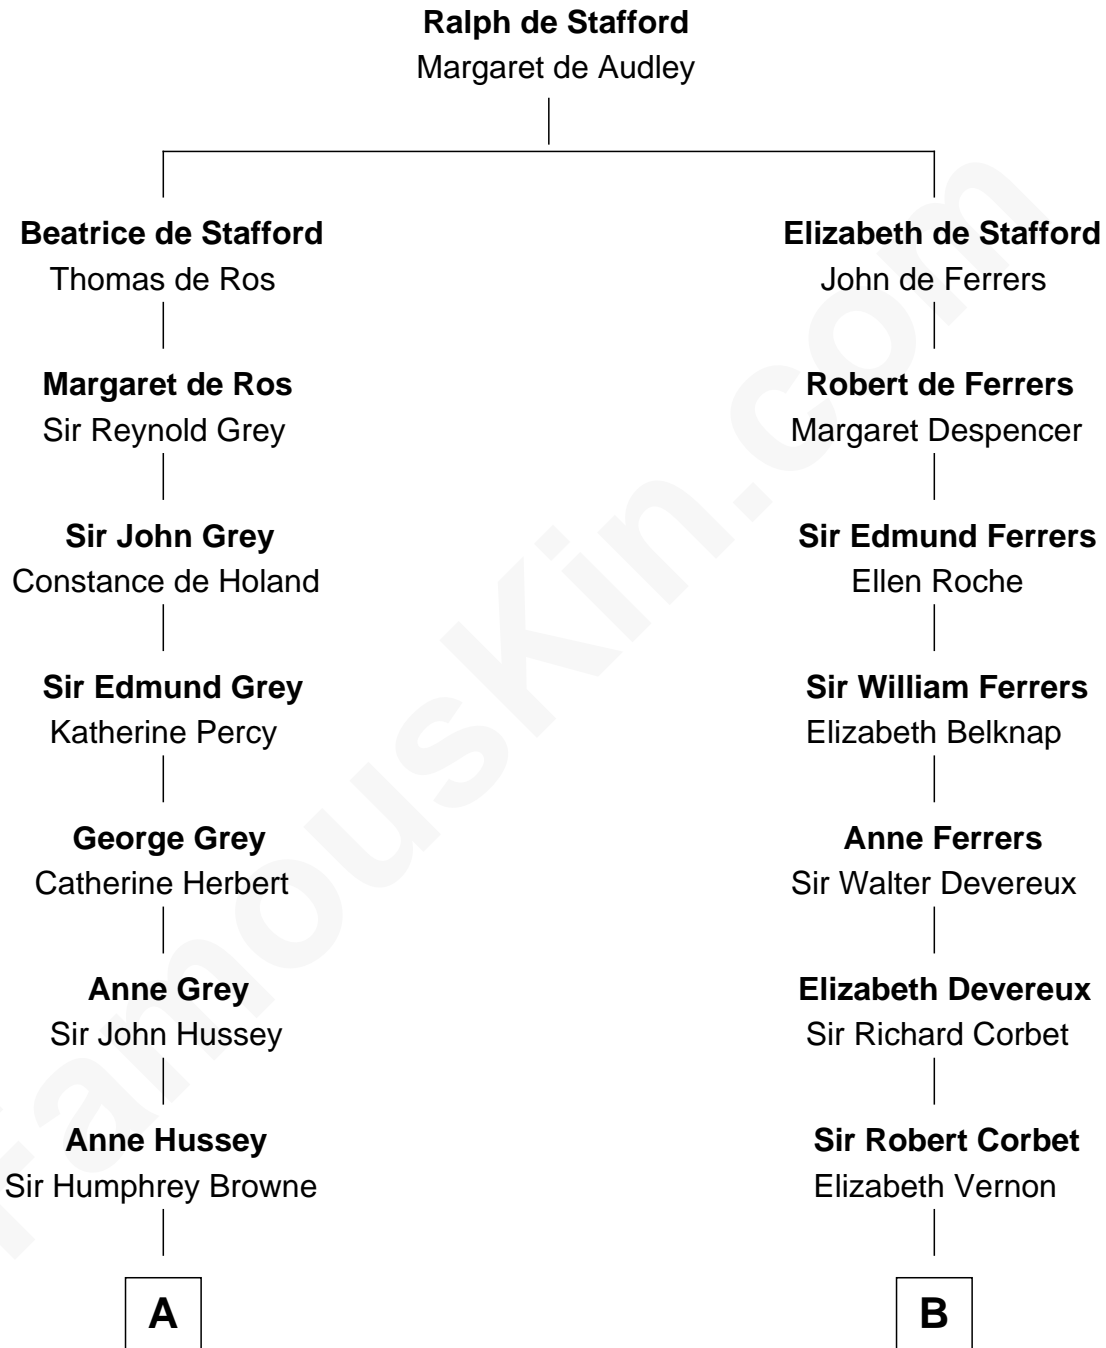 Ralph de Stafford
Margaret de Audley
Beatrice de Stafford
Thomas de Ros
Elizabeth de Stafford
John de Ferrers
Margaret de Ros
Sir Reynold Grey
Robert de Ferrers
Margaret Despencer
Sir John Grey
Constance de Holand
Sir Edmund Ferrers
Ellen Roche
Sir Edmund Grey
Katherine Percy
Sir William Ferrers
Elizabeth Belknap
George Grey
Catherine Herbert
Anne Ferrers
Sir Walter Devereux
Anne Grey
Sir John Hussey
Elizabeth Devereux
Sir Richard Corbet
Anne Hussey
Sir Humphrey Browne
Sir Robert Corbet
Elizabeth Vernon
A
B
FamousKin.com